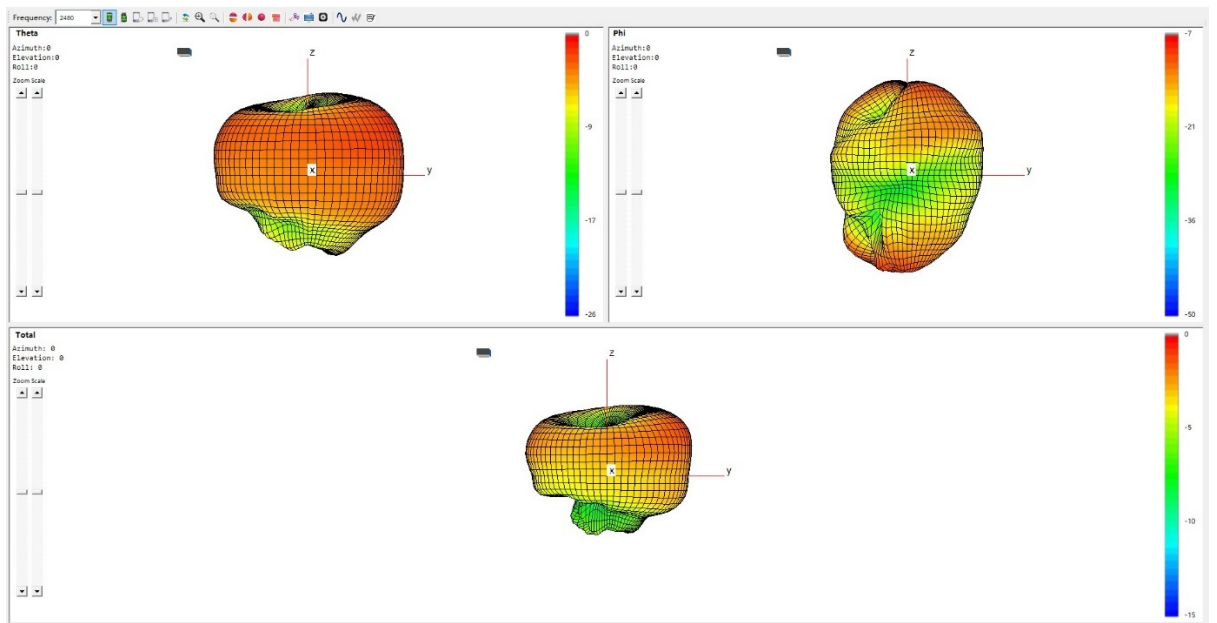 Frequency: 2480
Theta
Azimuth:0
Elevation:0
Roll:0
Zoom Scale
z
x
y
0
-9
-17
-26
Phi
Azimuth:0
Elevation:0
Roll:0
Zoom Scale
z
x
y
-7
-21
-36
-50
Total
Azimuth: 0
Elevation: 0
Roll: 0
Zoom Scale
z
x
y
0
-5
-10
-15